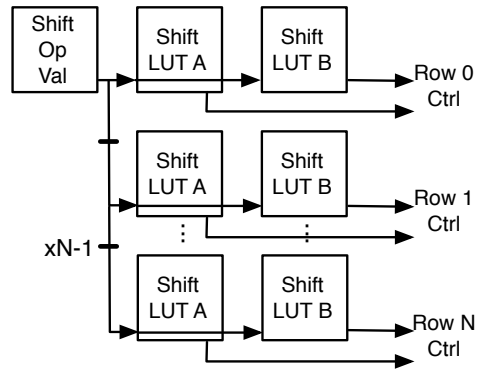 Shift
Op
Val
Shift
LUT A
Shift
LUT B
Row 0
Ctrl
Shift
LUT A
Shift
LUT B
Row 1
Ctrl
xN-1
Shift
LUT A
Shift
LUT B
Row N
Ctrl